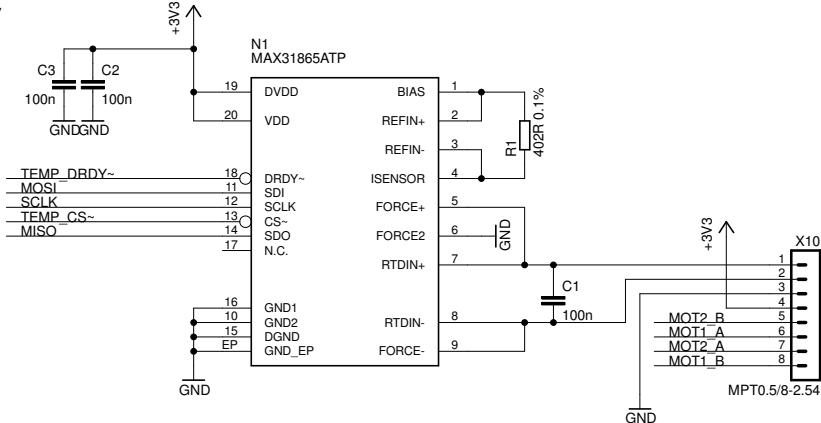 +3V3
N1
MAX31865ATP
C3
C2
100n
100n
GND
GND
19
DVDD
20
VDD
TEMP_DRDY~
18
DRDY~
MOSI
11
SDI
SCLK
12
SCLK
TEMP_CS~
13
CS~
MISO
14
SDO
17
N.C.
16
GND1
10
GND2
15
DGND
EP
GND_EP
GND
BIAS
1
REFIN+
2
REFIN-
3
ISENSOR
4
FORCE+
5
FORCE2
6
RTDIN+
7
RTDIN-
8
FORCE-
9
R1
402R 0.1%
GND
C1
100n
+3V3
X10
1
2
3
4
MOT2_B
5
MOT1_A
6
MOT2_A
7
MOT1_B
8
MPT0.5/8-2.54
GND